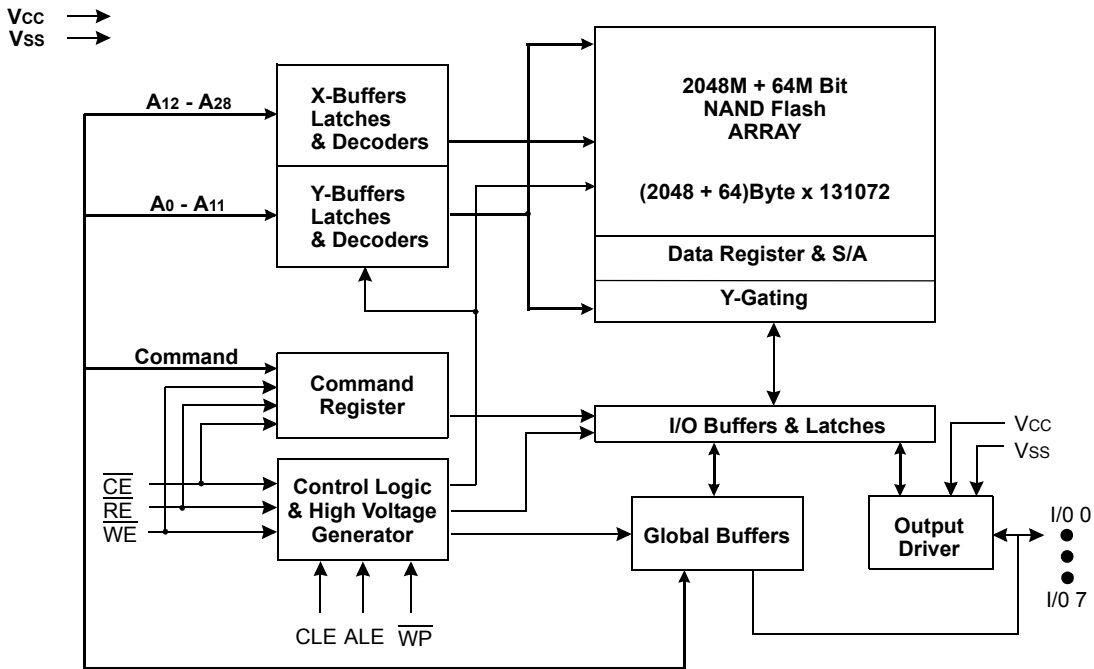 VCC
VSS
A12 - A28
X-Buffers
Latches
& Decoders
2048M + 64M Bit
NAND Flash
ARRAY
A0 - A11
Y-Buffers
Latches
& Decoders
(2048 + 64)Byte x 131072
Data Register & S/A
Y-Gating
Command
Command
Register
I/O Buffers & Latches
VCC
VSS
CE
RE
WE
Control Logic
& High Voltage
Generator
Global Buffers
Output
Driver
I/0 0
I/0 7
CLE ALE WP